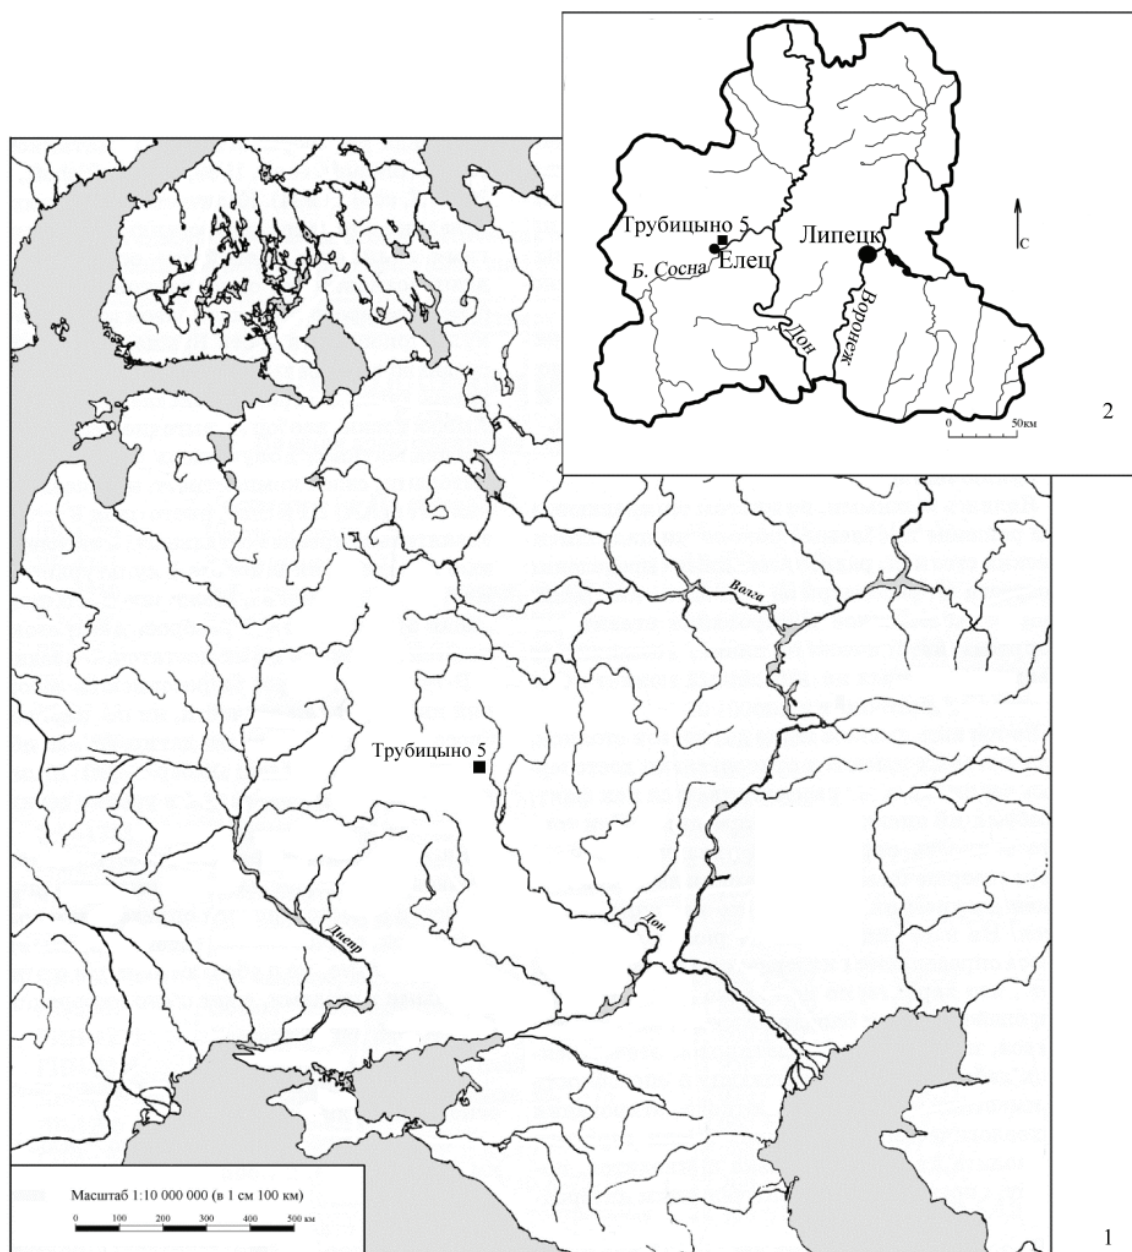 Трубицыно 5
Липецк
Елец
Б. Сосна
С
Дон
Воронеж
0 50км
2
Волга
Трубицыно 5
Дон
Днепр
Масштаб 1:10 000 000 (в 1 см 100 км)
0 100 200 300 400 500 км
1